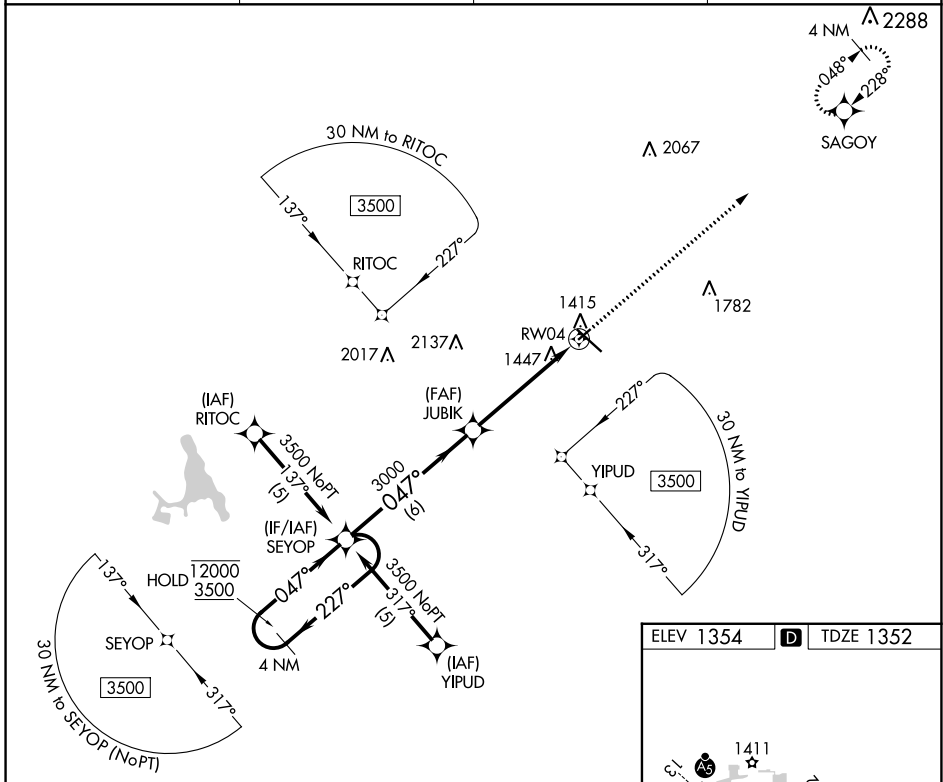 2288
4 NM
048°
228°
SAGOY
30 NM to RITOC
2067
3500
137°
227°
RITOC
1782
1415
RW04
1447
2017
2137
(FAF)
JUBIK
(IAF)
RITOC
227°
30 NM to YIPUD
YIPUD
3500
317°
3500 NoPT
137°
(5)
3000
047°
(6)
(IF/IAF)
SEYOP
HOLD 12000
3500
047°
227°
3500 NoPT
317°
(5)
4 NM
(IAF)
YIPUD
137°
SEYOP
3500
317°
30 NM to SEYOP (NoPT)
ELEV 1354 D TDZE 1352
1411
A5
13